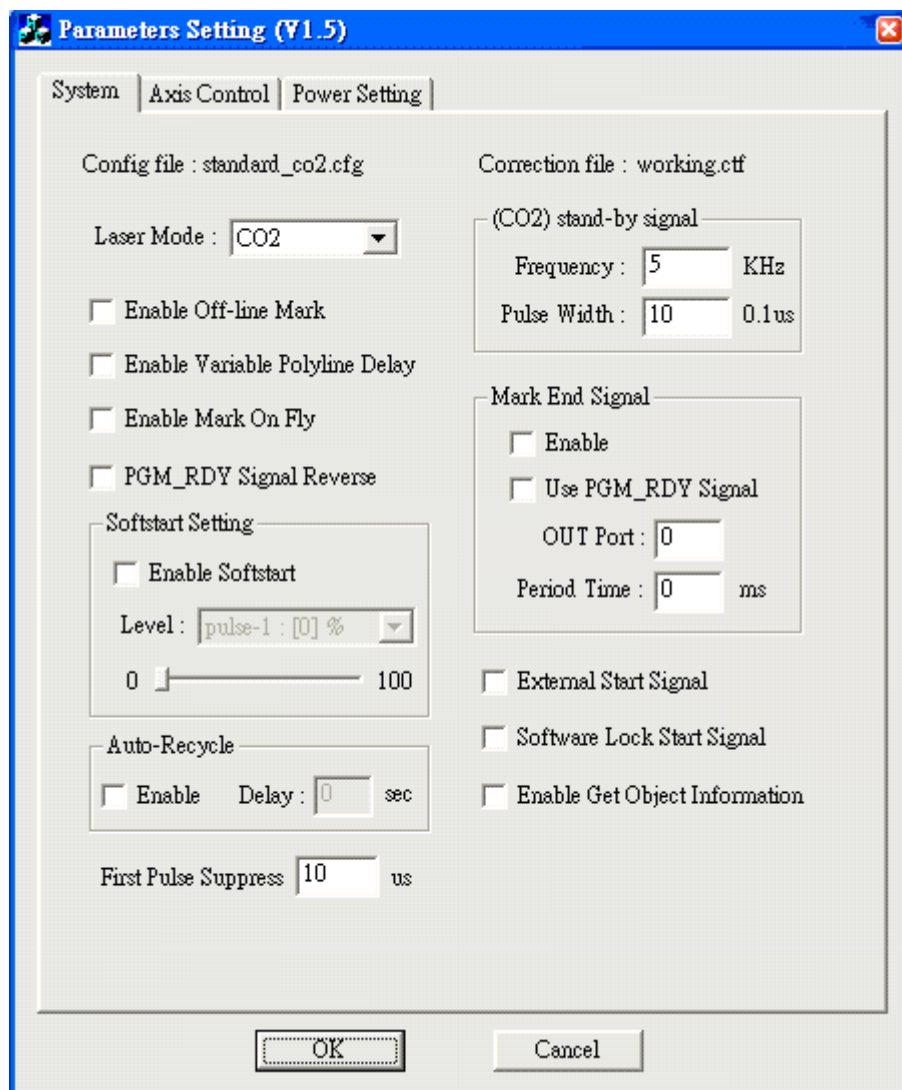 Parameters Setting (V1.5)
System
Axis Control
Power Setting
Config file : standard_co2.cfg
Correction file : working.ctf
Laser Mode : CO2
Enable Off-line Mark
Enable Variable Polyline Delay
Enable Mark On Fly
PGM_RDY Signal Reverse
Softstart Setting
Enable Softstart
Level : pulse-1 : [0] %
0 100
Auto-Recycle
Enable Delay : 0 sec
First Pulse Suppress 10 us
(CO2) stand-by signal
Frequency : 5 KHz
Pulse Width : 10 0.1us
Mark End Signal
Enable
Use PGM_RDY Signal
OUT Port : 0
Period Time : 0 ms
External Start Signal
Software Lock Start Signal
Enable Get Object Information
OK
Cancel